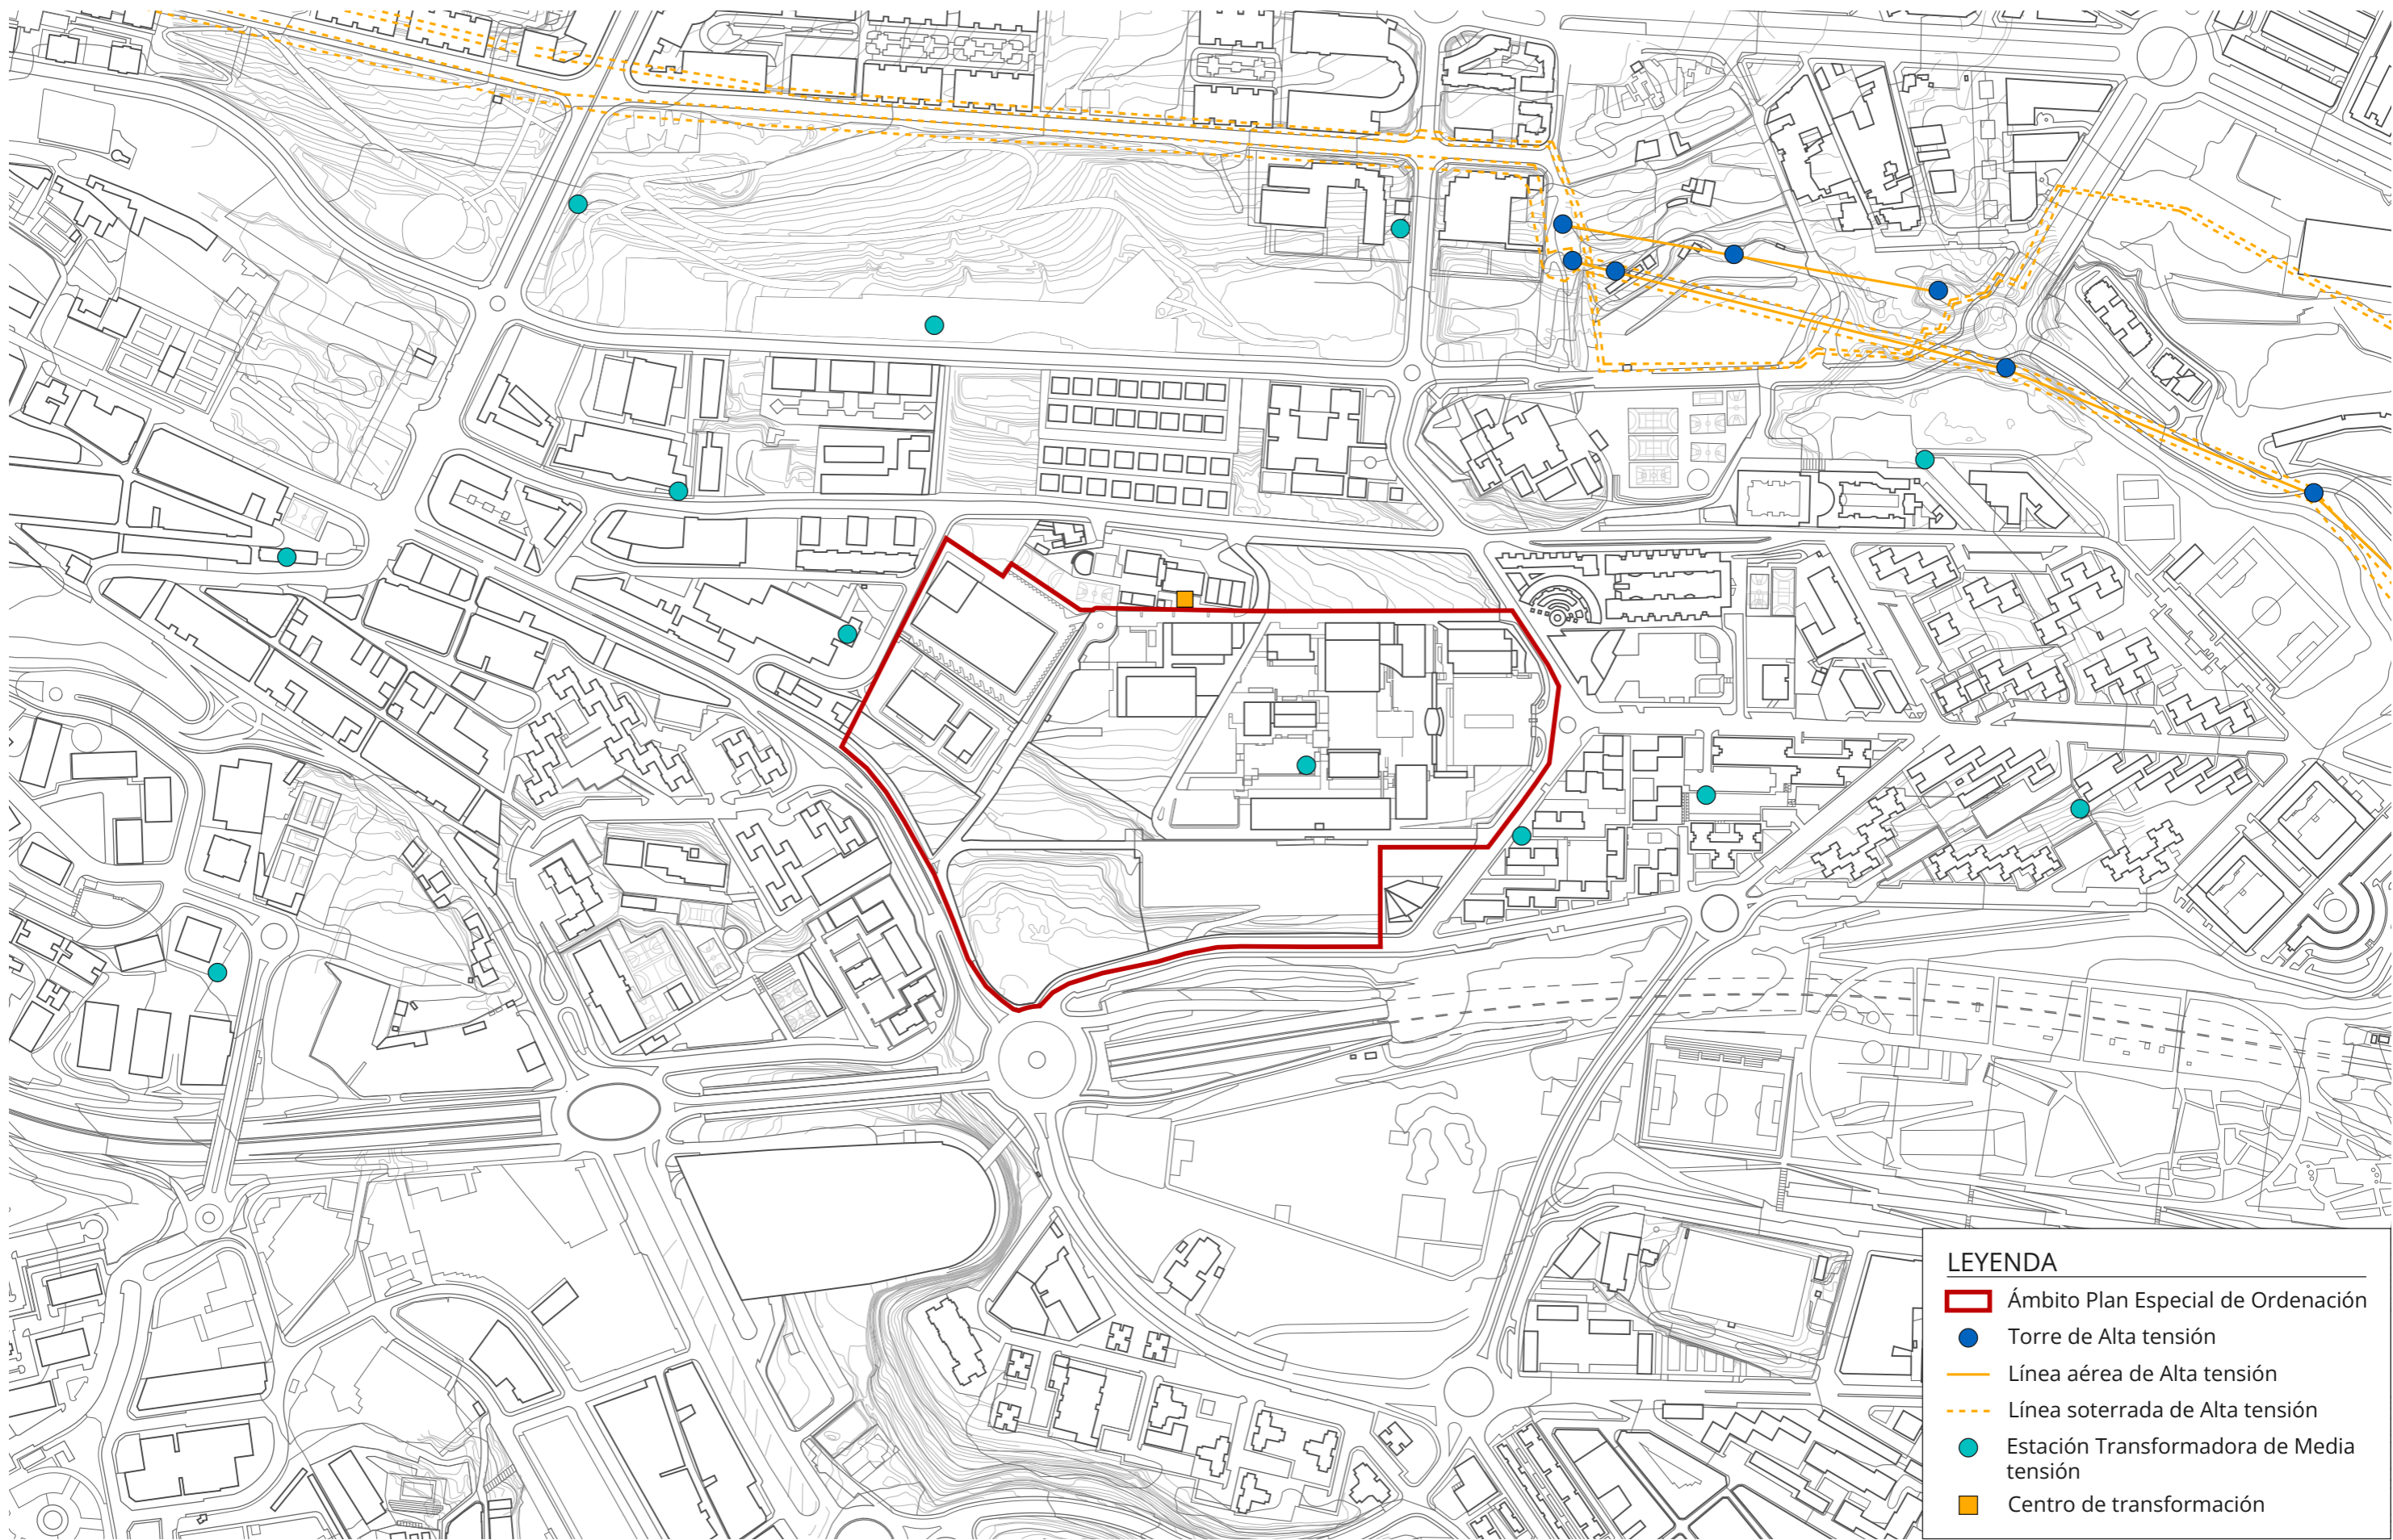 LEYENDA
Ámbito Plan Especial de Ordenación
Torre de Alta tensión
Línea aérea de Alta tensión
Línea soterrada de Alta tensión
Estación Transformadora de Media
tensión
Centro de transformación